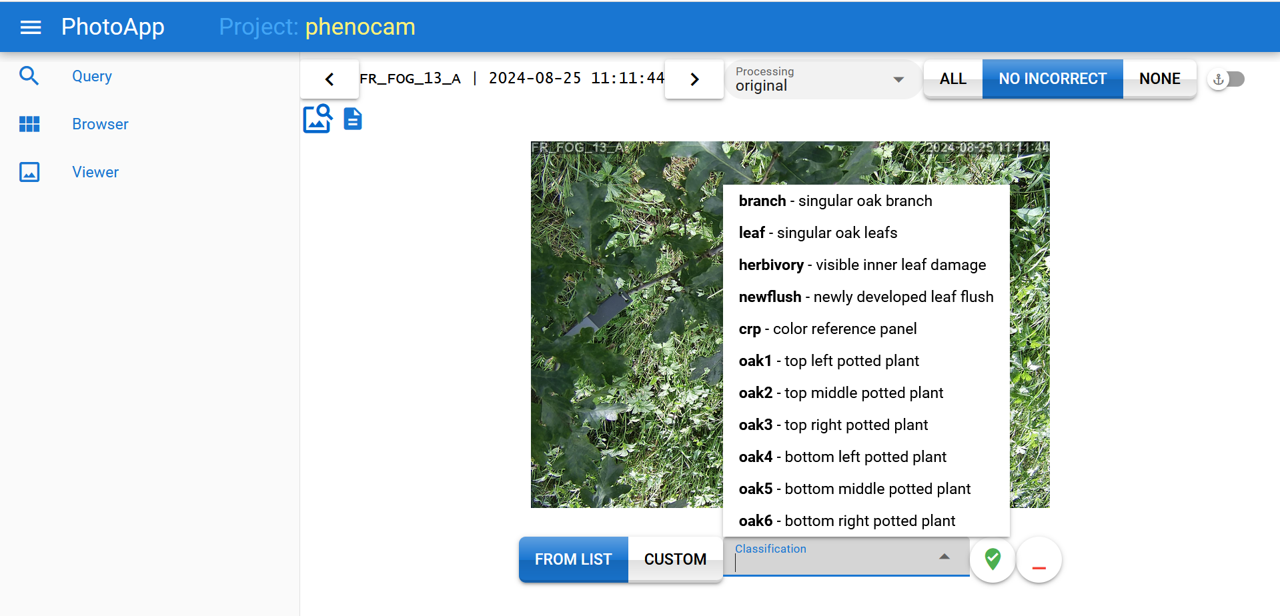 PhotoApp
Project: phenocam
Query
Browser
Viewer
FR_FOG_13_A | 2024-08-25 11:11:44
Processing
original
ALL
NO INCORRECT
NONE
FR_FOG_13_A
2024-08-25 11:11:44
branch - singular oak branch
leaf - singular oak leafs
herbivory - visible inner leaf damage
newflush - newly developed leaf flush
crp - color reference panel
oak1 - top left potted plant
oak2 - top middle potted plant
oak3 - top right potted plant
oak4 - bottom left potted plant
oak5 - bottom middle potted plant
oak6 - bottom right potted plant
FROM LIST
CUSTOM
Classification